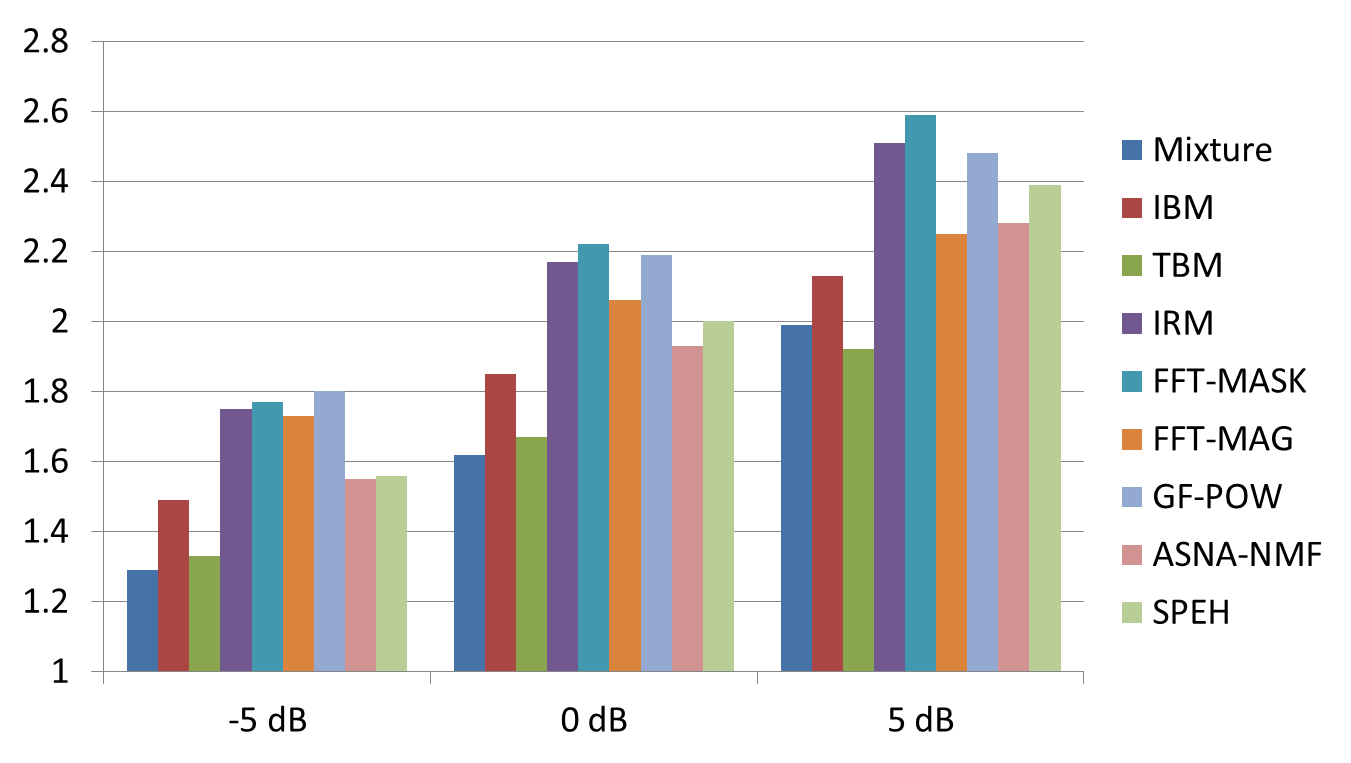 2.8
2.6
2.4
2.2
2
1.8
1.6
1.4
1.2
1
-5 dB
0 dB
5 dB
Mixture
IBM
TBM
IRM
FFT-MASK
FFT-MAG
GF-POW
ASNA-NMF
SPEH